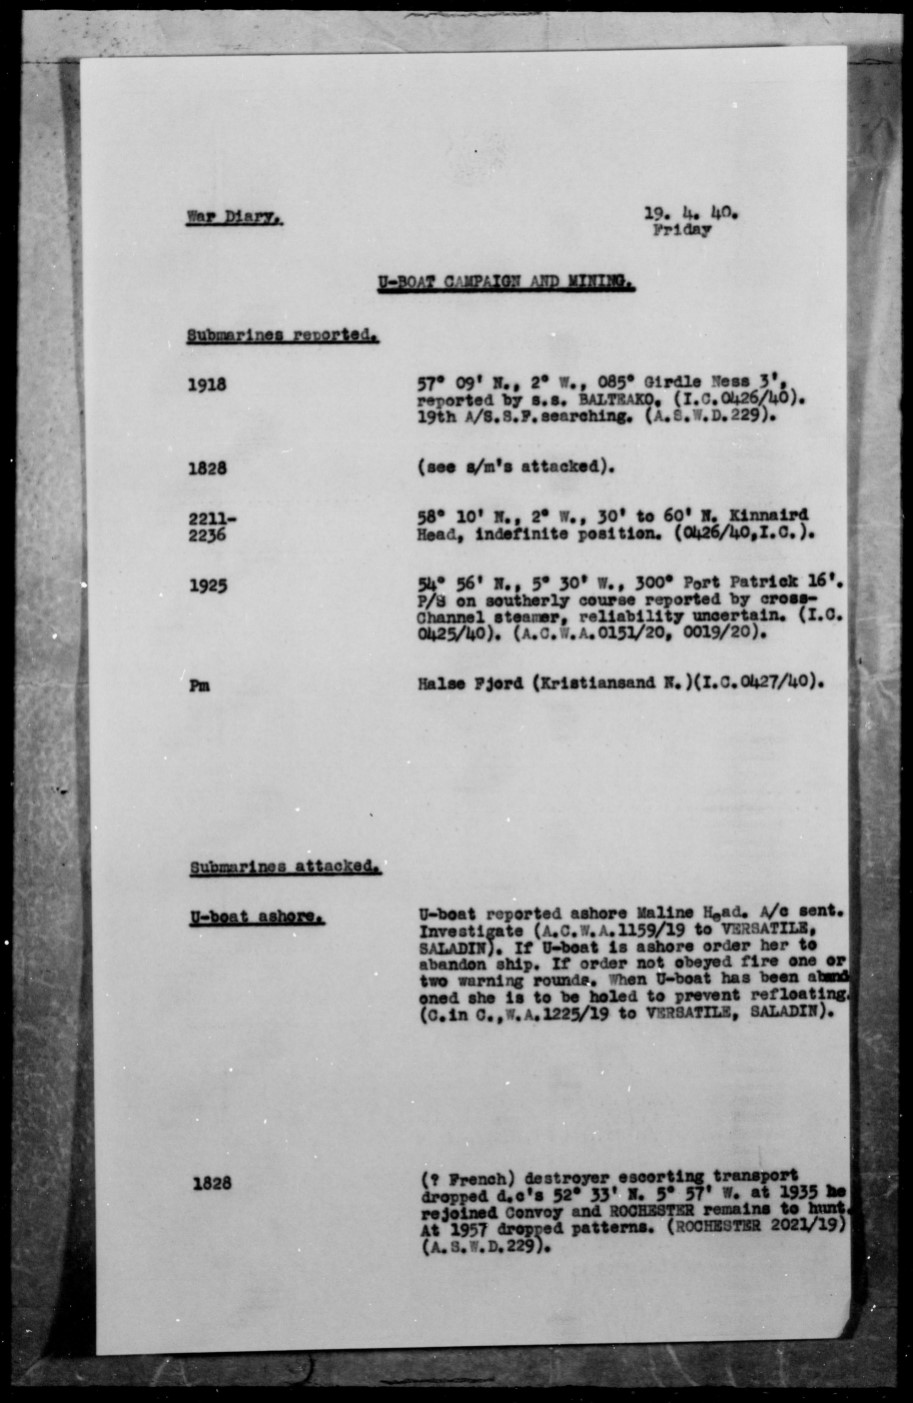 War Diary.
19. 4. 40.
Friday
U-BOAT CAMPAIGN AND MINING.
Submarines reported.
1918
57° 09' N., 2° W., 085° Girdle Ness 3',
reported by s.s. BALTRAKO. (I.C.0426/40).
19th A/S.S.F.searching. (A.S.W.D.229).
1828
(see s/m's attacked).
2211-
2236
58° 10' N., 2° W., 30' to 60' N. Kinnaird
Head, indefinite position. (0426/40,I.C.).
1925
54° 56' N., 5° 30' W., 300° Port Patrick 16'.
P/S on southerly course reported by cross-
Channel steamer, reliability uncertain. (I.C.
0425/40). (A.C.W.A.0151/20, 0019/20).
Pm
Halse Fjord (Kristiansand N.)(I.C.0427/40).
Submarines attacked.
U-boat ashore.
U-boat reported ashore Maline Head. A/c sent.
Investigate (A.C.W.A.1159/19 to VERSATILE,
SALADIN). If U-boat is ashore order her to
abandon ship. If order not obeyed fire one or
two warning rounds. When U-boat has been aband
oned she is to be holed to prevent refloating.
(C.in C.,W.A.1225/19 to VERSATILE, SALADIN).
1828
(? French) destroyer escorting transport
dropped d.c's 52° 33' N. 5° 57' W. at 1935 he
rejoined Convoy and ROCHESTER remains to hunt.
At 1957 dropped patterns. (ROCHESTER 2021/19)
(A.S.W.D.229).